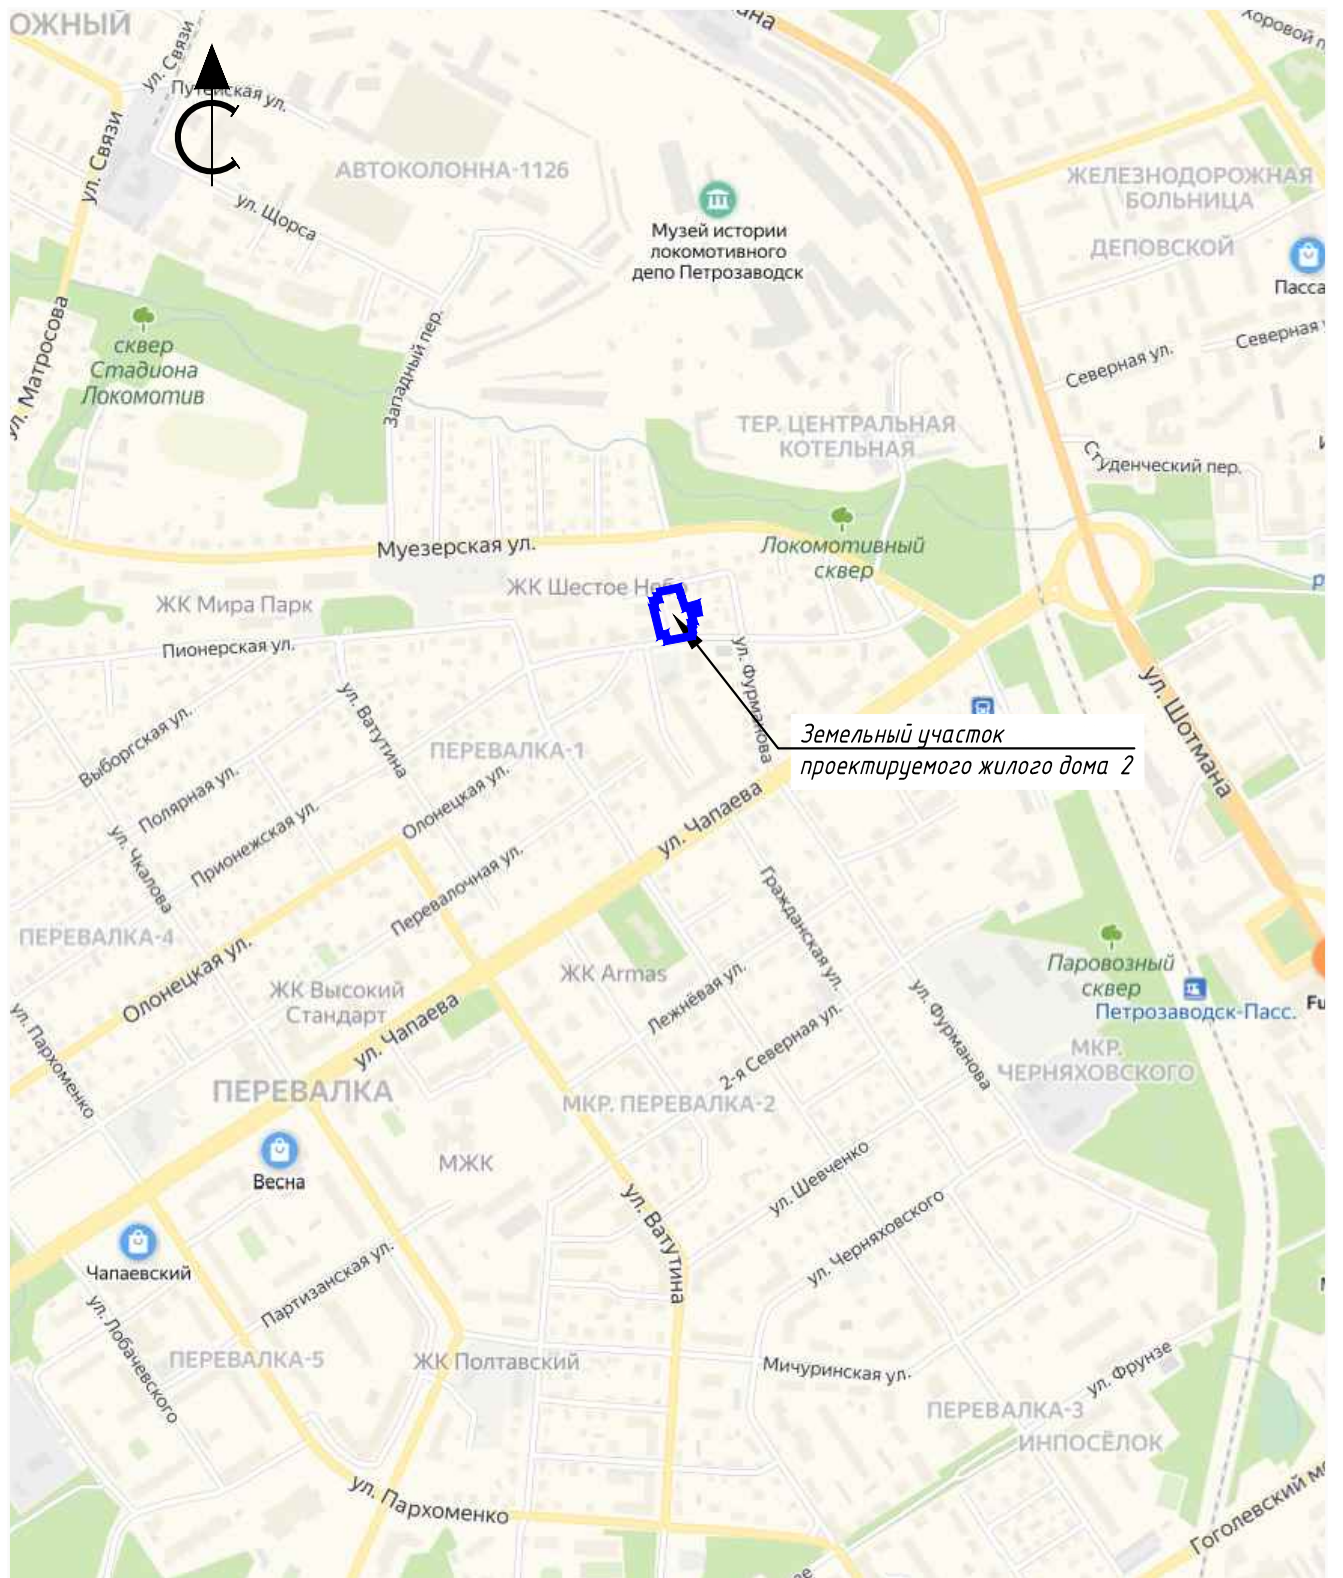 ОЖНЫЙ
ул. Связи
Путейская ул.
С
ул. Связи
АВТОКОЛОННА-1126
ул. Щорса
ЖЕЛЕЗНОДОРОЖНАЯ
БОЛЬНИЦА
Музей истории
локомотивного
депо Петрозаводск
ДЕПОВСКОЙ
Пасса
Северная
Северная ул.
сквер
Стадиона
Локомотив
ул. Матросова
Западный пер.
ТЕР. ЦЕНТРАЛЬНАЯ
КОТЕЛЬНАЯ
Студенческий пер.
Муезерская ул.
Локомотивный
сквер
ЖК Шестое Небо
ЖК Мира Парк
Пионерская ул.
ул. Фурманова
ул. Шотмана
Земельный участок
проектируемого жилого дома 2
Выборгская ул.
ул. Ватутина
ПЕРЕВАЛКА-1
Полярная ул.
Олонецкая ул.
Прионежская ул.
ул. Чкалова
ул. Чапаева
Перевалочная ул.
Гражданская ул.
ПЕРЕВАЛКА-4
Олонецкая ул.
ЖК Высокий
Стандарт
ЖК Armas
Лежнёвая ул.
Паровозный
сквер
Петрозаводск-Пасс.
Fu
ул. Чапаева
ул. Пархоменко
2-я Северная ул.
ул. Фурманова
МКР.
ЧЕРНЯХОВСКОГО
ПЕРЕВАЛКА
МКР. ПЕРЕВАЛКА-2
МЖК
Весна
ул. Шевченко
ул. Черняховского
ул. Ватутина
Чапаевский
Партизанская ул.
ул. Лобачевского
ПЕРЕВАЛКА-5
ЖК Полтавский
Мичуринская ул.
ул. Фрунзе
ПЕРЕВАЛКА-3
ИНПОСЁЛОК
ул. Пархоменко
Гоголевский мо